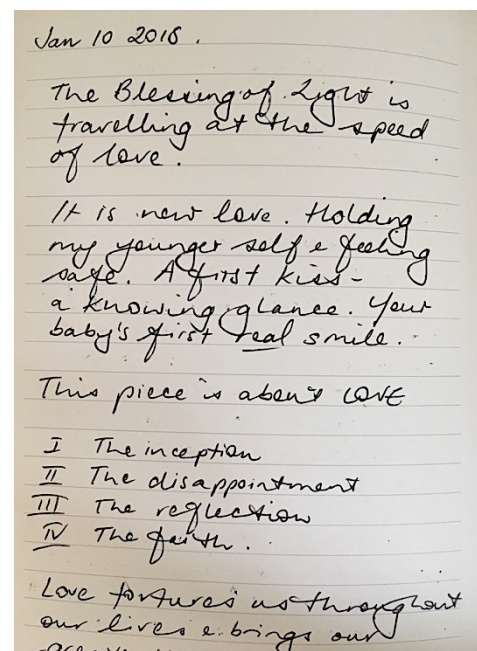 Jan 10 2018.
The Blessing of Light is
travelling at the speed
of love.
It is new love. Holding
my younger self & feeling
safe. A first kiss -
a knowing glance. Your
baby's first real smile.
This piece is about LOVE
I The inception
II The disappointment
III The reflection
IV The faith.
Love tortures us throughout
our lives & brings our